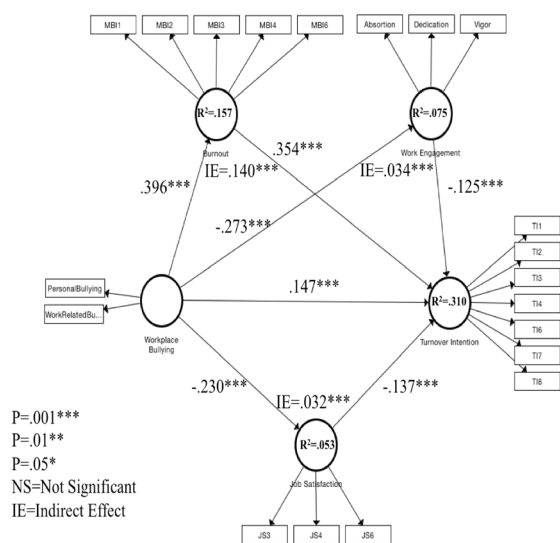 MBI1 MBI2 MBI3 MBI4 MBI6
Absortion Dedication Vigor
R²=.157
R²=.075
Burnout
Work Engagement
.354***
IE=.140***
IE=.034***
.396***
-.125***
-.273***
TI1
TI2
TI3
TI4
TI6
TI7
TI8
PersonalBullying
WorkRelatedBu...
.147***
R²=.310
Workplace
Bullying
Turnover Intention
-.230***
IE=.032***
-.137***
R²=.053
Job Satisfaction
P=.001***
P=.01**
P=.05*
NS=Not Significant
IE=Indirect Effect
JS3 JS4 JS6